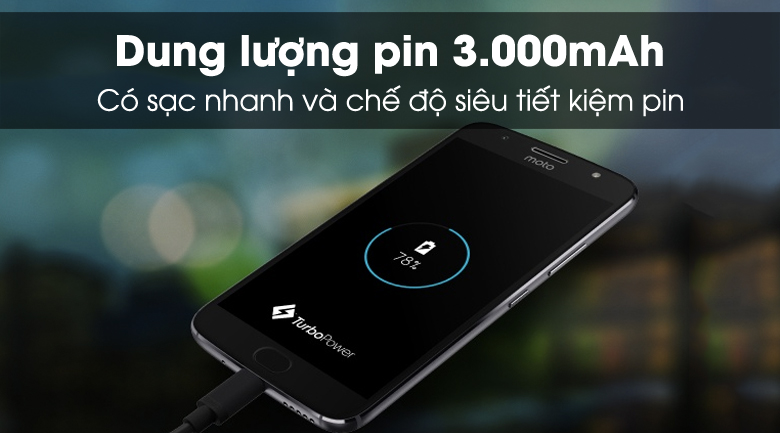 Dung lượng pin 3.000mAh
Có sạc nhanh và chế độ siêu tiết kiệm pin
moto
78%
TurboPower